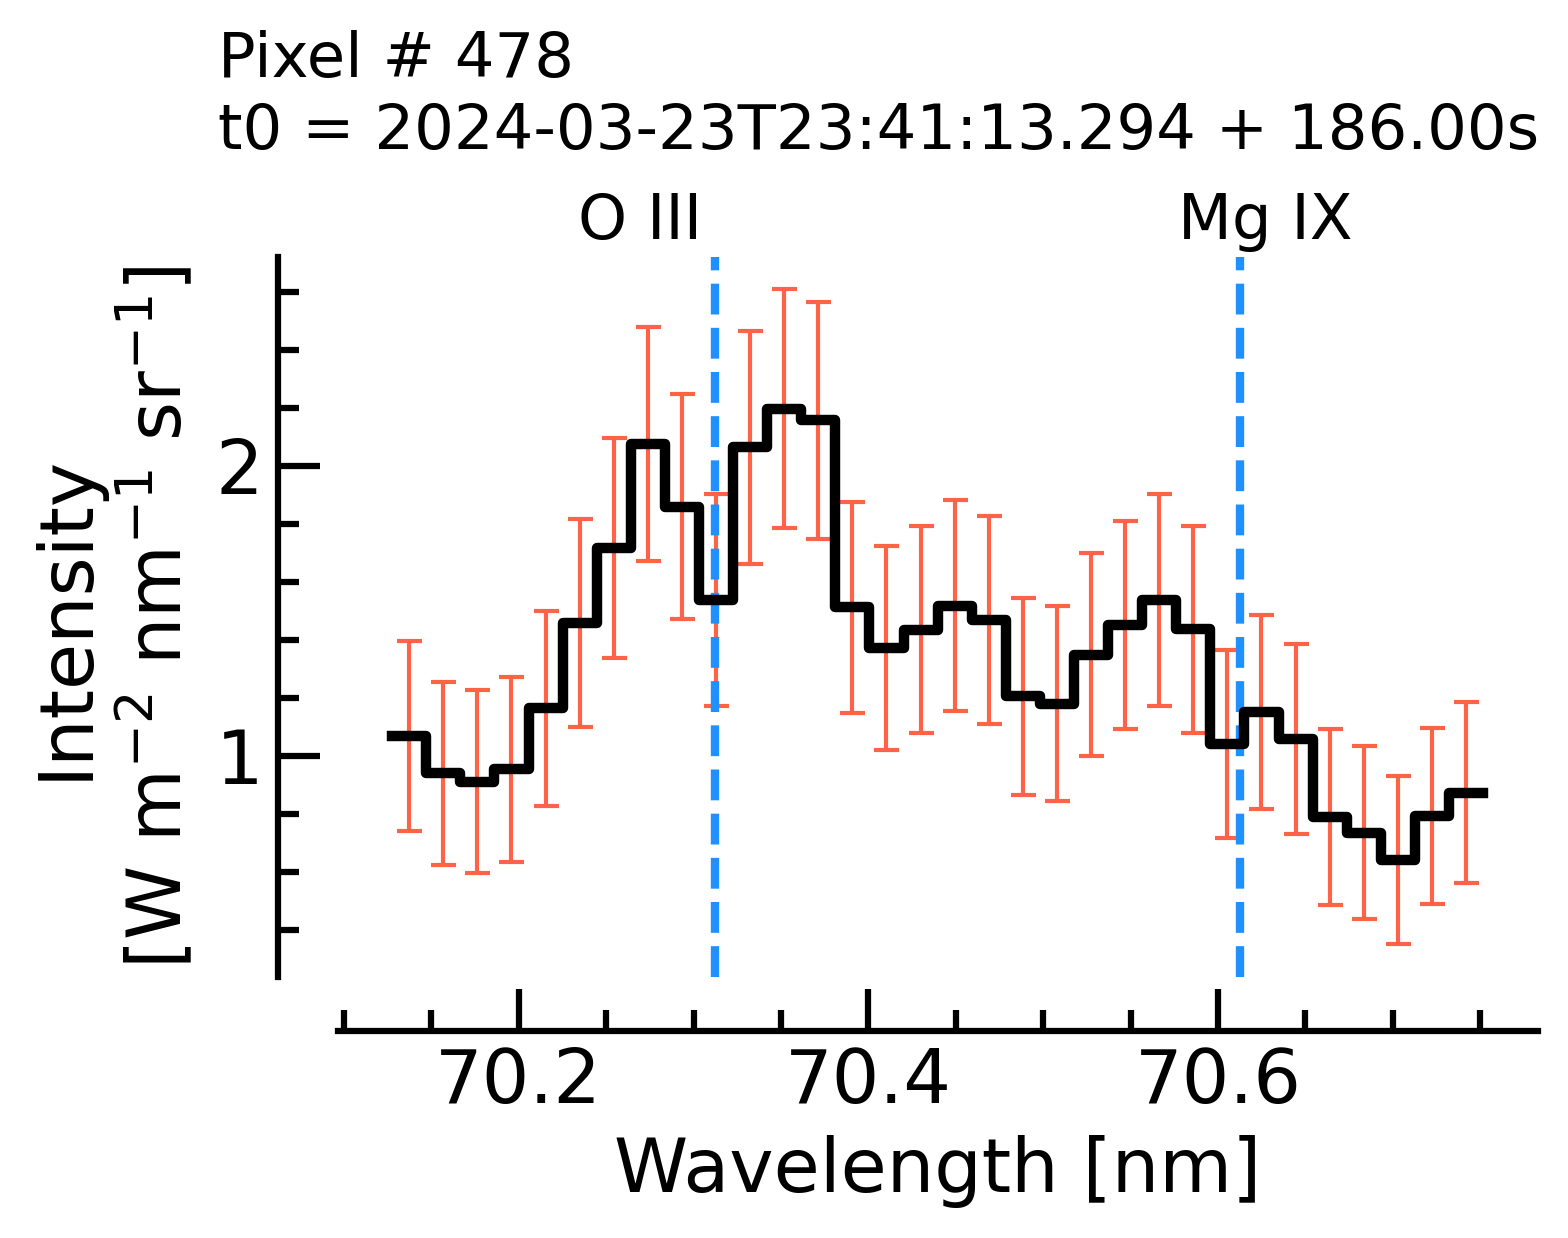 Pixel # 478
t0 = 2024-03-23T23:41:13.294 + 186.00s
O III
Mg IX
Intensity
[W m⁻² nm⁻¹ sr⁻¹]
2
1
70.2
70.4
70.6
Wavelength [nm]